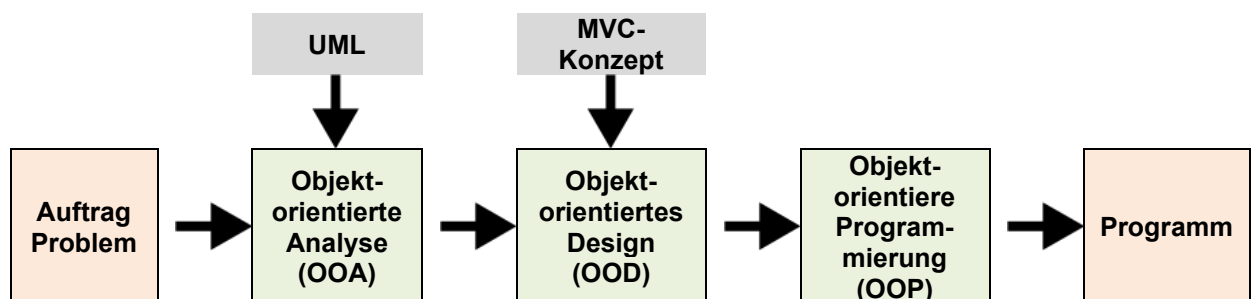 UML
MVC-
Konzept
Auftrag
Problem
Objekt-
orientierte
Analyse
(OOA)
Objekt-
orientiertes
Design
(OOD)
Objekt-
orientiere
Program-
mierung
(OOP)
Programm